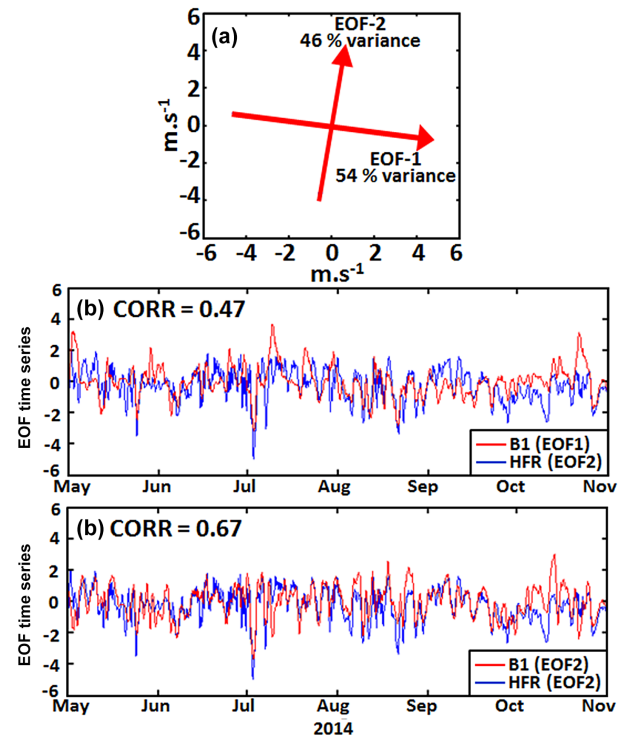 (a)
EOF-2
46 % variance
6
4
2
0
-2
-4
-6
m.s-1
EOF-1
54 % variance
-6 -4 -2 0 2 4 6
m.s-1
(b) CORR = 0.47
6
4
2
0
-2
-4
-6
EOF time series
B1 (EOF1)
HFR (EOF2)
May Jun Jul Aug Sep Oct Nov
(b) CORR = 0.67
6
4
2
0
-2
-4
-6
EOF time series
B1 (EOF2)
HFR (EOF2)
May Jun Jul Aug Sep Oct Nov
2014